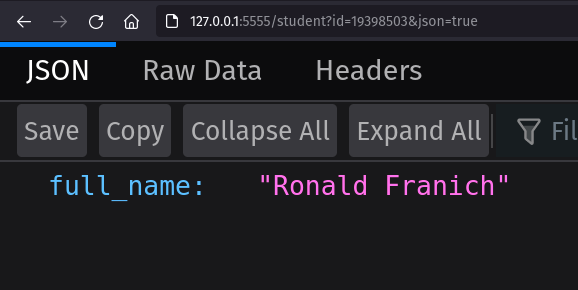 127.0.0.1:5555/student?id=19398503&json=true
JSON Raw Data Headers
Save Copy Collapse All Expand All Fil
full_name: "Ronald Franich"